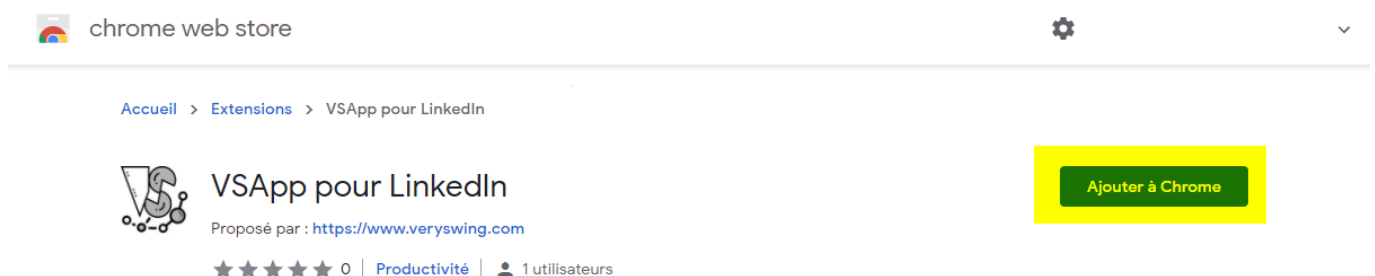 chrome web store
Accueil > Extensions > VSApp pour LinkedIn
VS.
VSApp pour LinkedIn
Ajouter à Chrome
Proposé par : https://www.veryswing.com
0 | Productivité | 1 utilisateurs